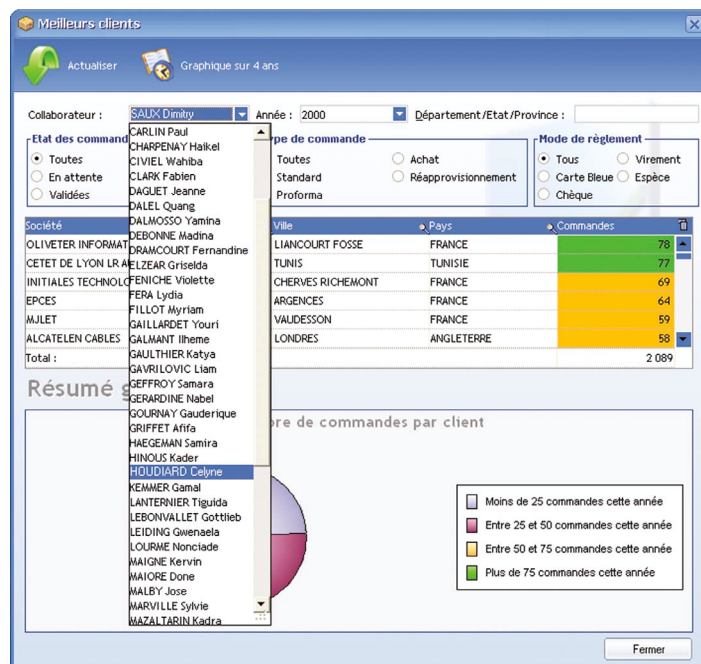 Meilleurs clients
Actualiser
Graphique sur 4 ans
Collaborateur : SAUX Dimitry Année : 2000 Département/Etat/Province :
Etat des command
Toutes
En attente
Validées
ype de commande
Toutes Achat
Standard Réapprovisionnement
Proforma
Mode de règlement
Tous Virement
Carte Bleue Espèce
Chèque
Société Ville Pays Commandes
OLIVETER INFORMAT LIANCOURT FOSSE FRANCE 78
CETET DE LYON LR A TUNIS TUNISIE 77
INITIALES TECHNOLO CHERVES RICHEMONT FRANCE 69
EPCES ARGENCES FRANCE 64
MJLET VAUDESSON FRANCE 59
ALCATELEN CABLES LONDRES ANGLETERRE 58
Total : 2 089
CARLIN Paul
CHARPENAY Haikel
CIVIEL Wahiba
CLARK Fabien
DAGUET Jeanne
DALEL Quang
DALMOSSO Yamina
DEBONNE Madina
DRAMCOURT Fernandine
ELZEAR Griselda
FENICHE Violette
FERA Lydia
FILLOT Myriam
GAILLARDET Youri
GALMANT Ilheme
GAULTHIER Katya
GAVRILOVIC Liam
GEFFROY Samara
GERARDINE Nabel
GOURNAY Gauderique
GRIFFET Afifa
HAEGEMAN Samira
HINOUS Kader
HOUDIARD Celyne
KEMMER Gamal
LANTERNIER Tiguida
LEBONVALLET Gottlieb
LEIDING Gwenaela
LOURME Nonciade
MAIGNE Kervin
MAIORE Done
MALBY Jose
MARVILLE Sylvie
MAZALTARIN Kadra
Résumé g
bre de commandes par client
Moins de 25 commandes cette année
Entre 25 et 50 commandes cette année
Entre 50 et 75 commandes cette année
Plus de 75 commandes cette année
Fermer